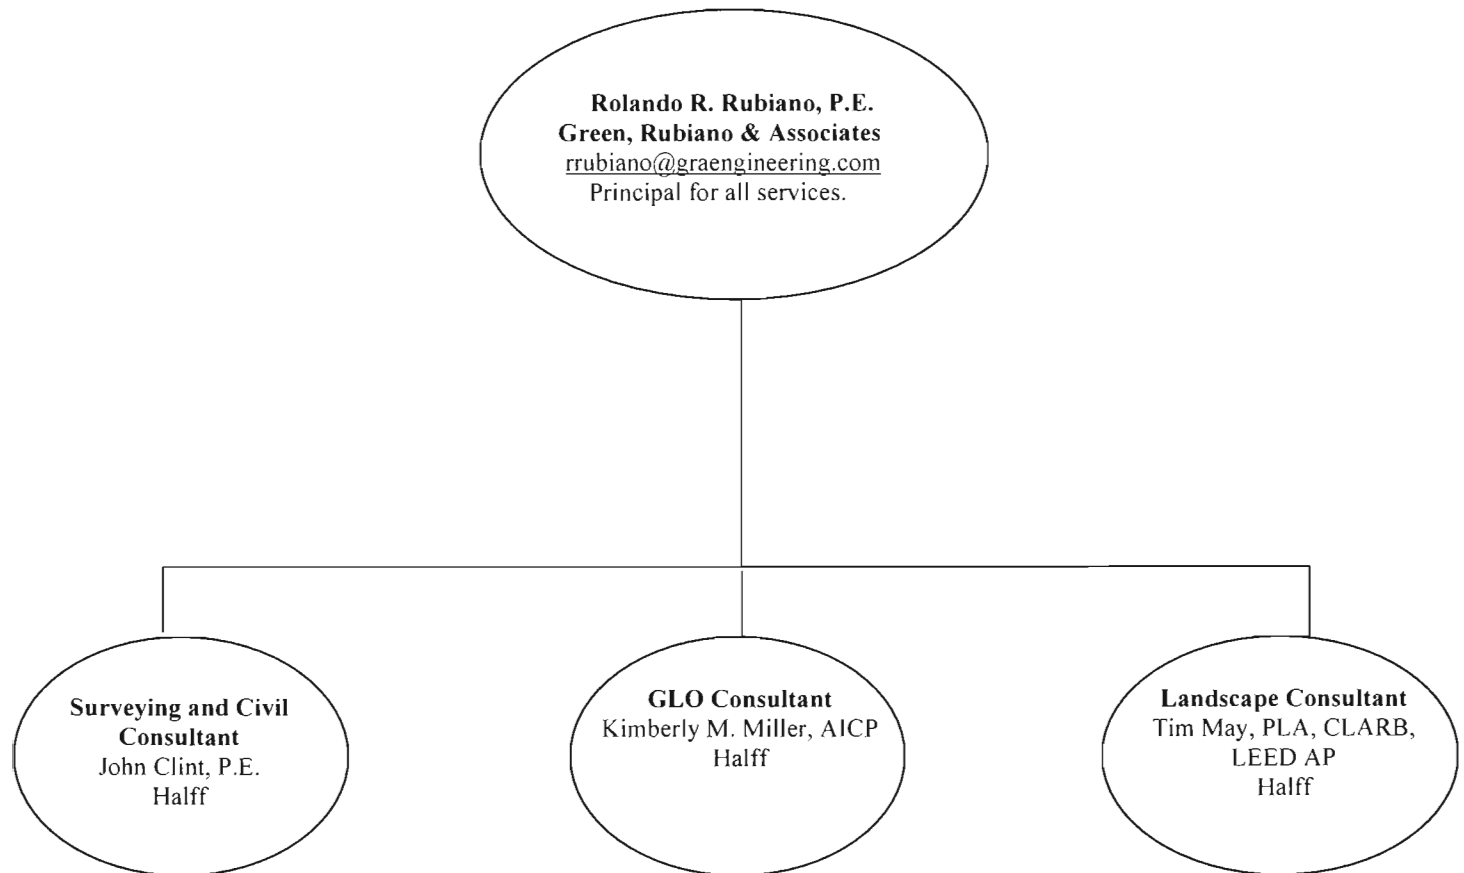 Rolando R. Rubiano, P.E.
Green, Rubiano & Associates
rrubiano@graengineering.com
Principal for all services.
Surveying and Civil
Consultant
John Clint, P.E.
Halff
GLO Consultant
Kimberly M. Miller, AICP
Halff
Landscape Consultant
Tim May, PLA, CLARB,
LEED AP
Halff